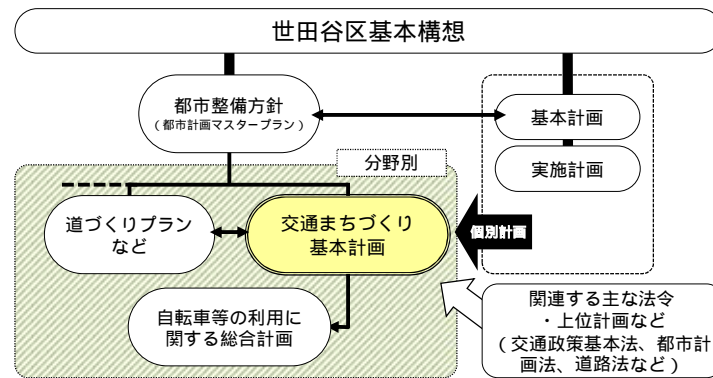 世田谷区基本構想
都市整備方針
(都市計画マスタープラン)
基本計画
実施計画
分野別
道づくりプラン
など
交通まちづくり
基本計画
個別計画
自転車等の利用に
関する総合計画
関連する主な法令
・上位計画など
(交通政策基本法、都市計
画法、道路法など)